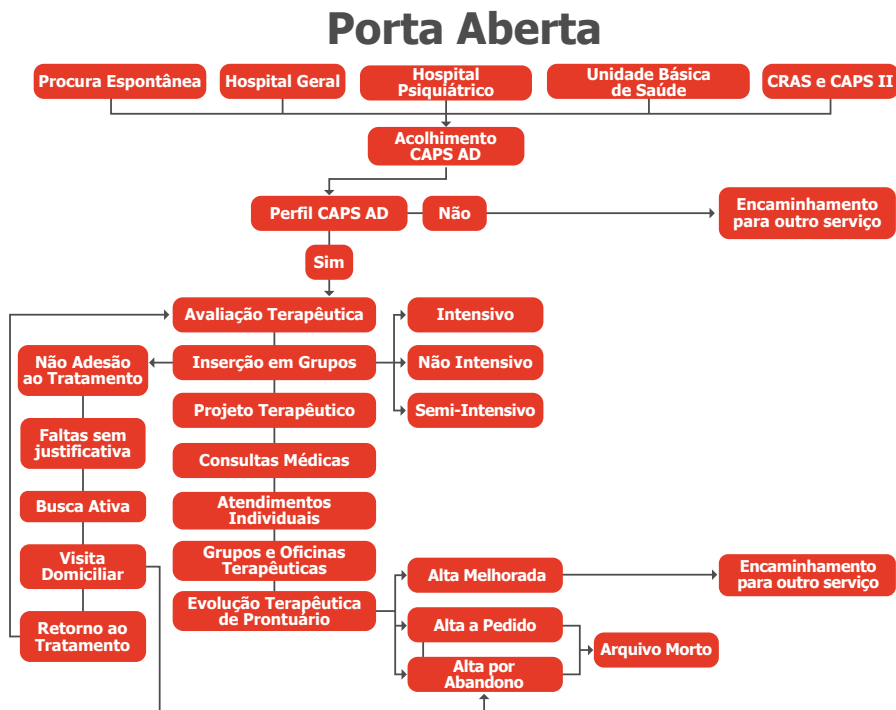 Porta Aberta
Procura Espontânea
Hospital Geral
Hospital
Psiquiátrico
Unidade Básica
de Saúde
CRAS e CAPS II
Acolhimento
CAPS AD
Perfil CAPS AD
Não
Encaminhamento
para outro serviço
Sim
Avaliação Terapêutica
Intensivo
Não Adesão
ao Tratamento
Inserção em Grupos
Não Intensivo
Projeto Terapêutico
Semi-Intensivo
Faltas sem
justificativa
Consultas Médicas
Busca Ativa
Atendimentos
Individuais
Visita
Domiciliar
Grupos e Oficinas
Terapêuticas
Alta Melhorada
Encaminhamento
para outro serviço
Evolução Terapêutica
de Prontuário
Retorno ao
Tratamento
Alta a Pedido
Arquivo Morto
Alta por
Abandono